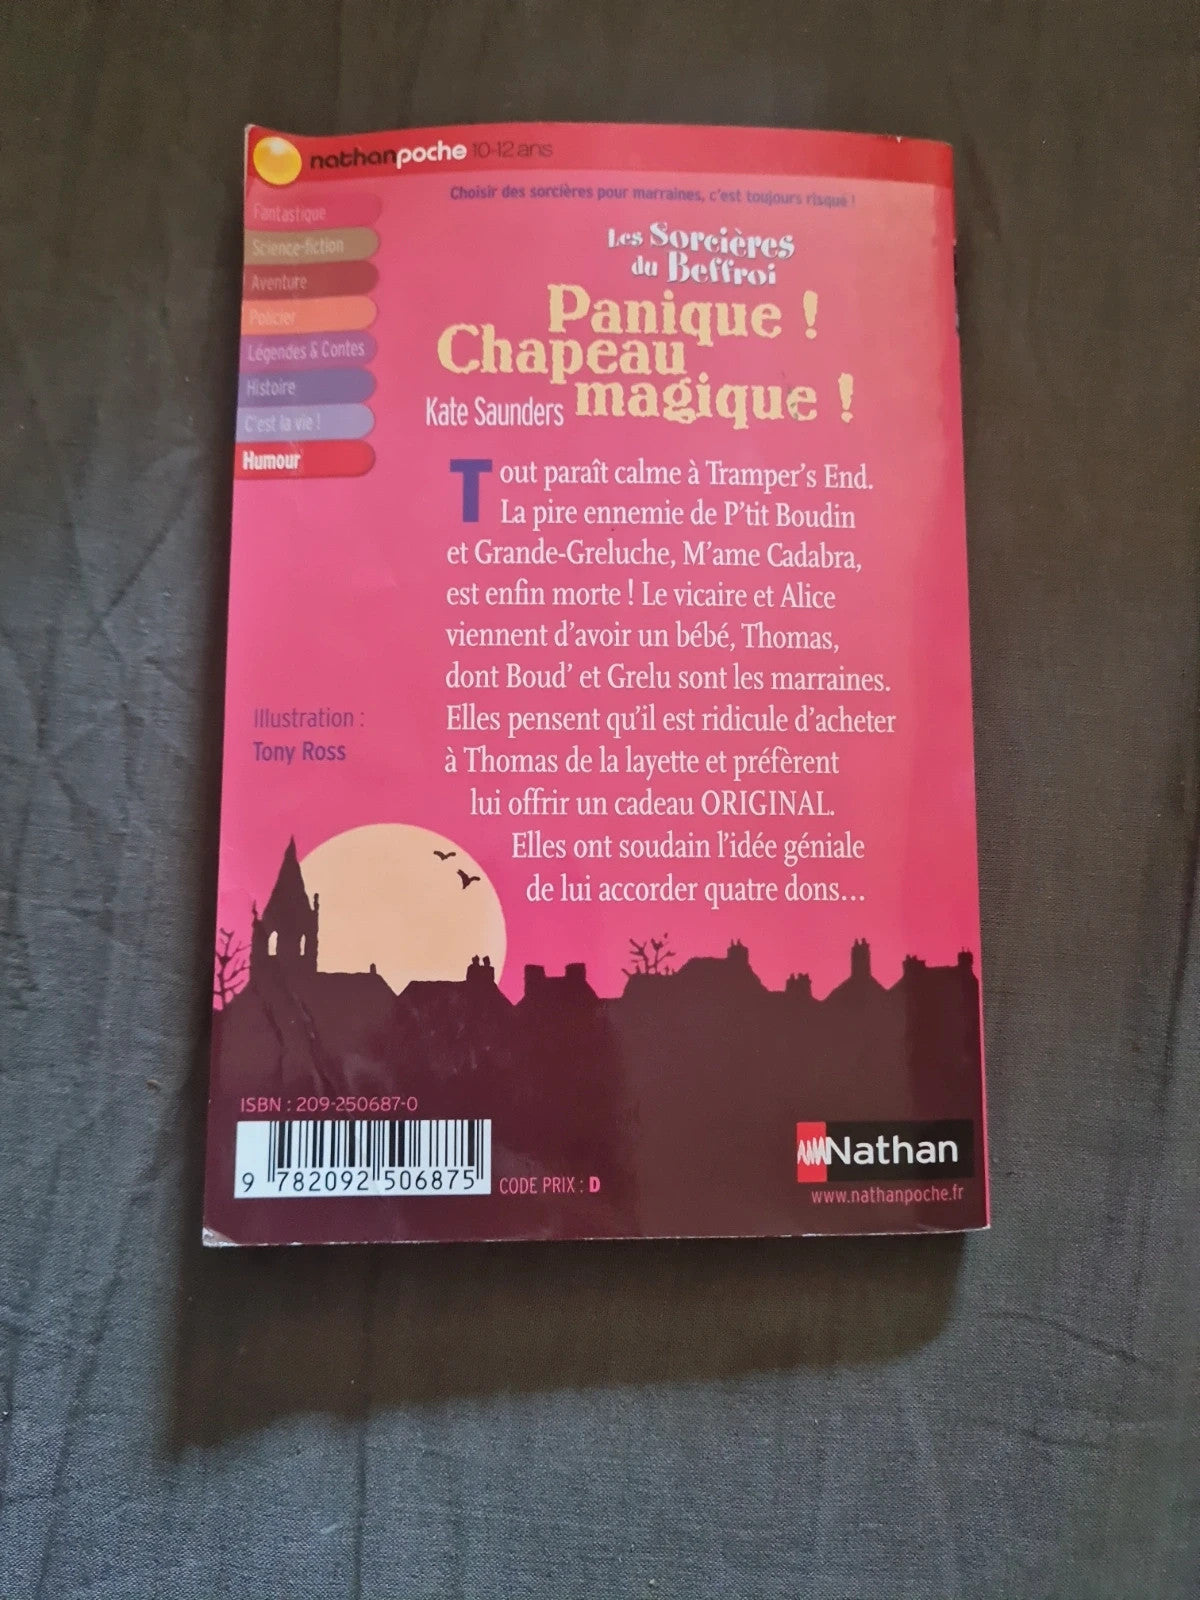 nathanpoche 10-12 ans
Choisir des sorcières pour marraines, c'est toujours risqué !
Fantastique
Science-fiction
Aventure
Policier
Légendes & Contes
Histoire
C'est la vie !
Humour
Les Sorcières
du Beffroi
Panique !
Chapeau
magique !
Kate Saunders
Tout paraît calme à Tramper's End.
La pire ennemie de P'tit Boudin
et Grande-Greluche, M'ame Cadabra,
est enfin morte ! Le vicaire et Alice
viennent d'avoir un bébé, Thomas,
dont Boud' et Grelu sont les marraines.
Elles pensent qu'il est ridicule d'acheter
à Thomas de la layette et préfèrent
lui offrir un cadeau ORIGINAL.
Elles ont soudain l'idée géniale
de lui accorder quatre dons...
Illustration :
Tony Ross
ISBN : 209-250687-0
9 782092 506875
CODE PRIX : D
Nathan
www.nathanpoche.fr